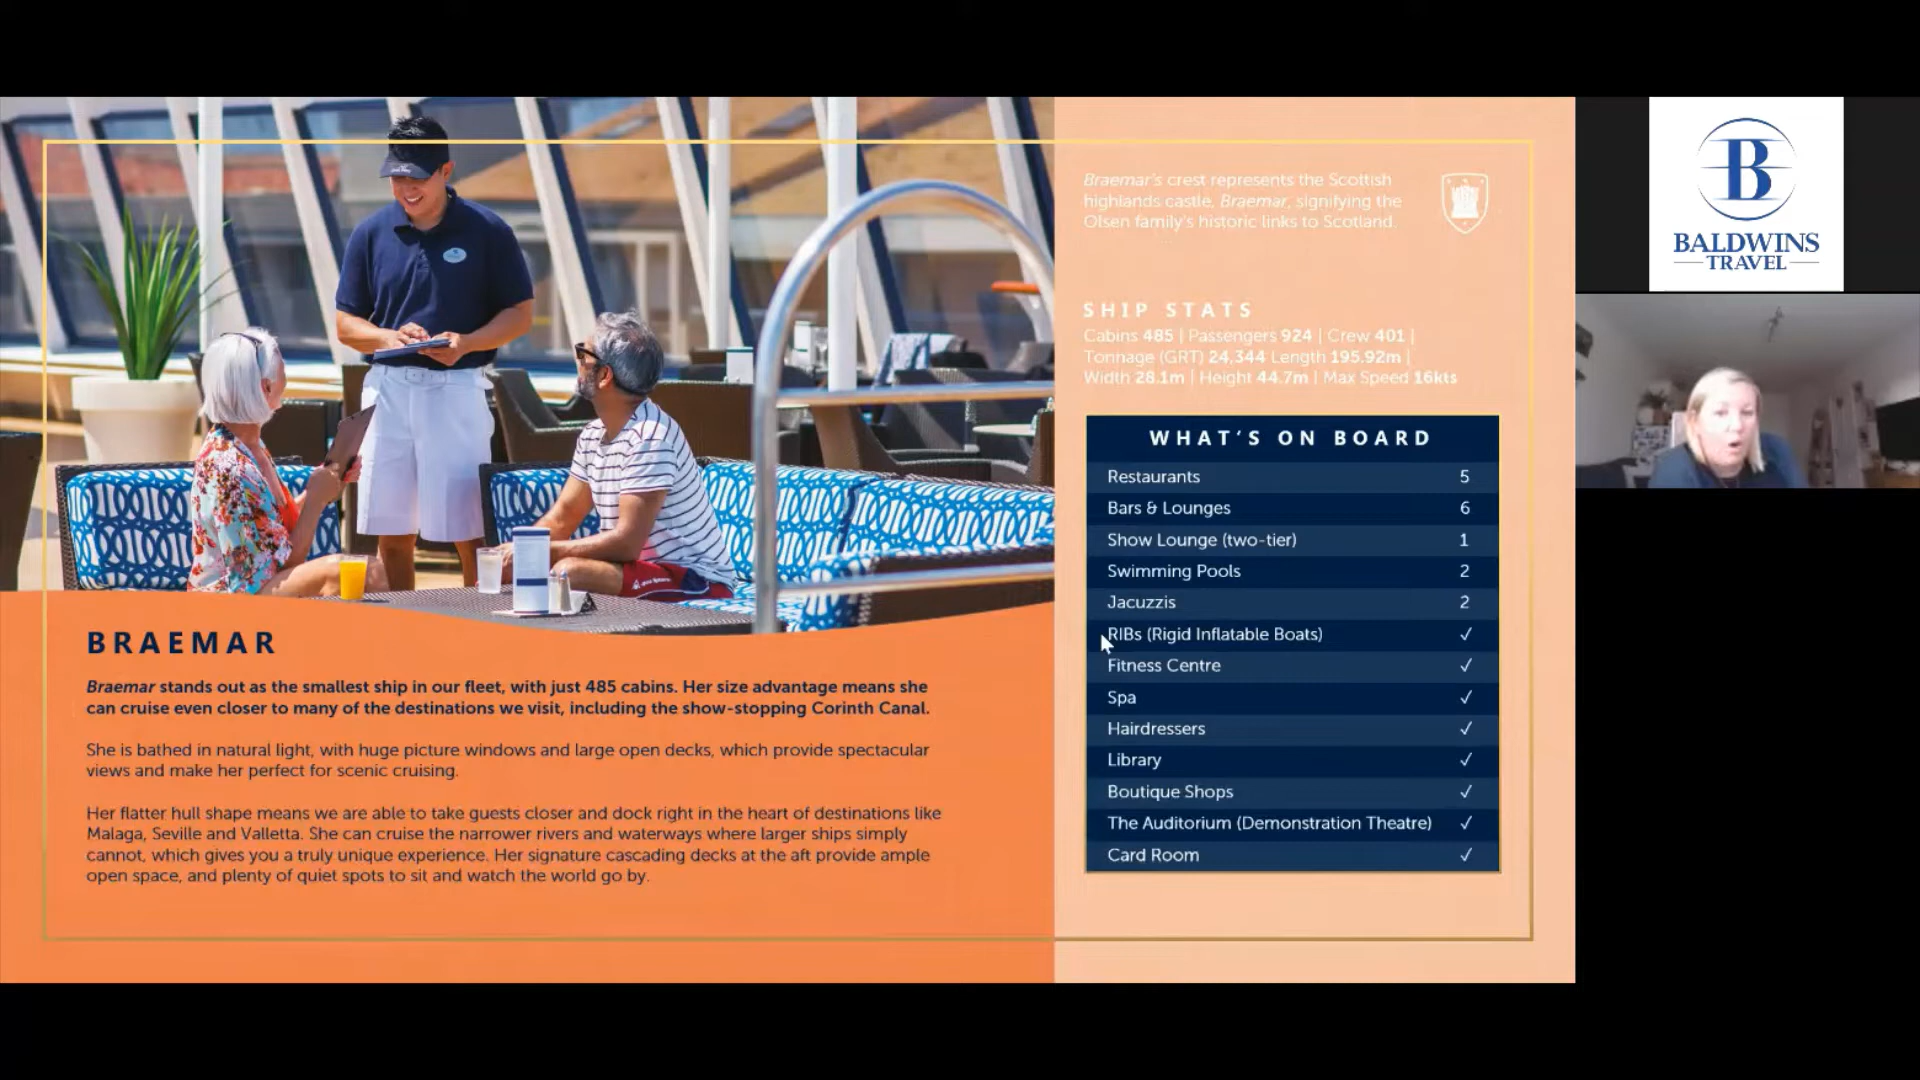 Braemar's crest represents the Scottish
highlands castle, Braemar, signifying the
Olsen family's historic links to Scotland.
SHIP STATS
Cabins 485 | Passengers 924 | Crew 401 |
Tonnage (GRT) 24,344 Length 195.92m |
Width 28.1m | Height 44.7m | Max Speed 16kts
WHAT'S ON BOARD
Restaurants 5
Bars & Lounges 6
Show Lounge (two-tier) 1
Swimming Pools 2
Jacuzzis 2
RIBs (Rigid Inflatable Boats) ✓
Fitness Centre ✓
Spa ✓
Hairdressers ✓
Library ✓
Boutique Shops ✓
The Auditorium (Demonstration Theatre) ✓
Card Room ✓
BRAEMAR
Braemar stands out as the smallest ship in our fleet, with just 485 cabins. Her size advantage means she
can cruise even closer to many of the destinations we visit, including the show-stopping Corinth Canal.
She is bathed in natural light, with huge picture windows and large open decks, which provide spectacular
views and make her perfect for scenic cruising.
Her flatter hull shape means we are able to take guests closer and dock right in the heart of destinations like
Malaga, Seville and Valletta. She can cruise the narrower rivers and waterways where larger ships simply
cannot, which gives you a truly unique experience. Her signature cascading decks at the aft provide ample
open space, and plenty of quiet spots to sit and watch the world go by.
B
BALDWINS
TRAVEL